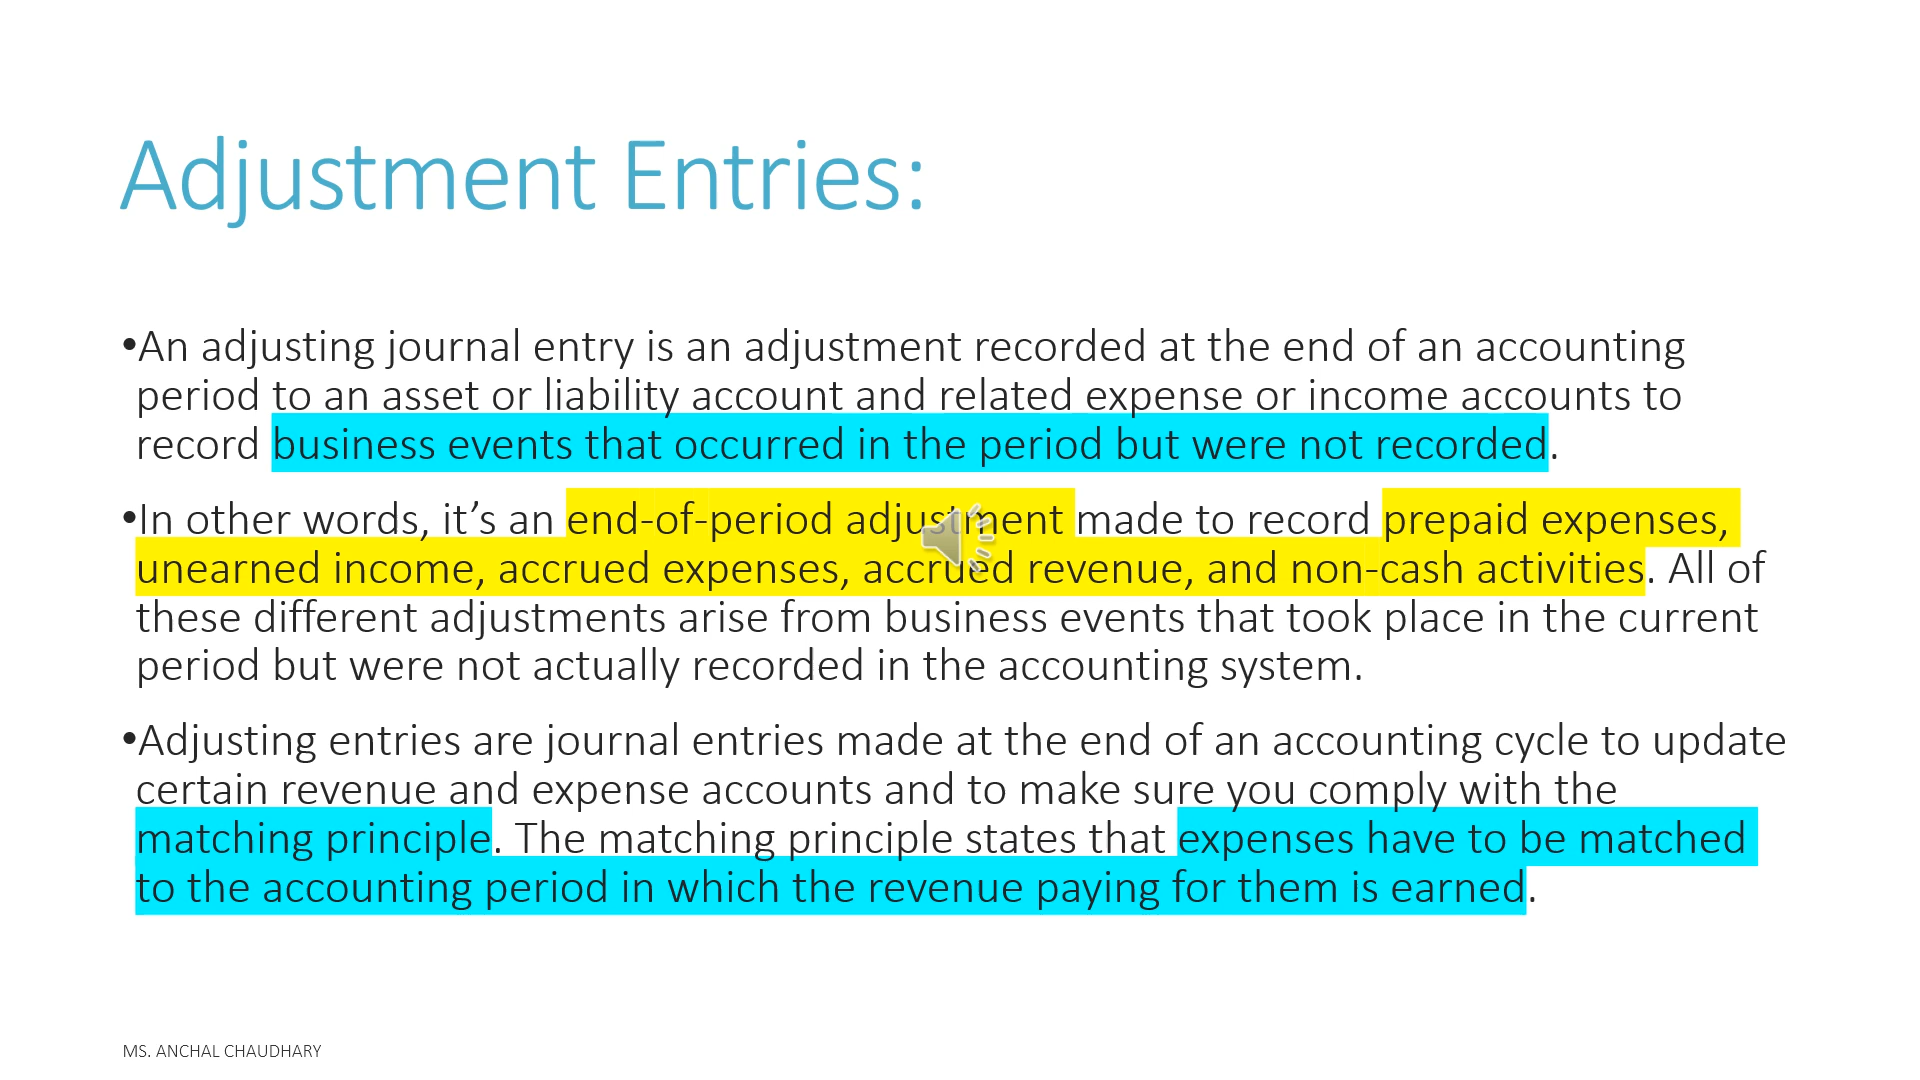 Adjustment Entries:
•An adjusting journal entry is an adjustment recorded at the end of an accounting
period to an asset or liability account and related expense or income accounts to
record business events that occurred in the period but were not recorded.
•In other words, it’s an end-of-period adjustment made to record prepaid expenses,
unearned income, accrued expenses, accrued revenue, and non-cash activities. All of
these different adjustments arise from business events that took place in the current
period but were not actually recorded in the accounting system.
•Adjusting entries are journal entries made at the end of an accounting cycle to update
certain revenue and expense accounts and to make sure you comply with the
matching principle. The matching principle states that expenses have to be matched
to the accounting period in which the revenue paying for them is earned.
MS. ANCHAL CHAUDHARY